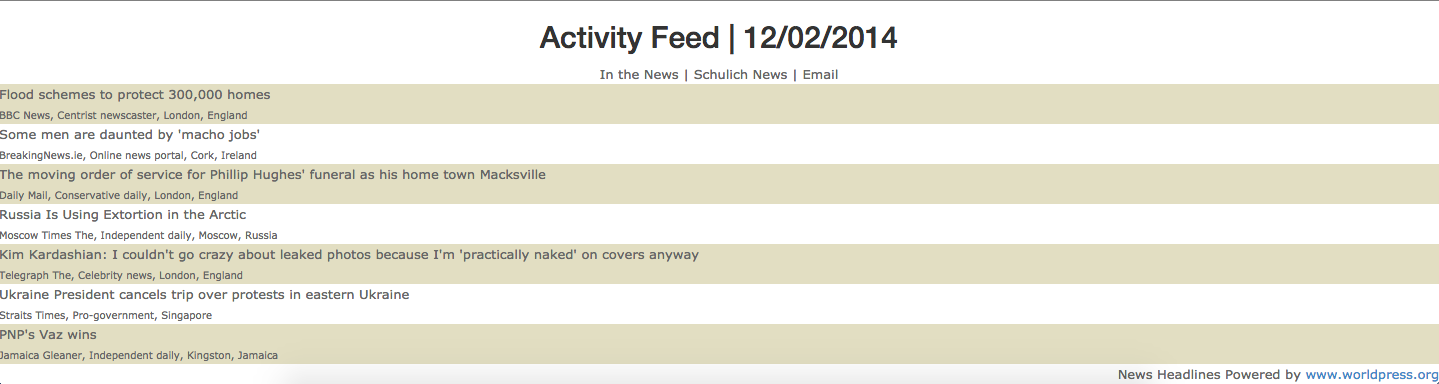 Activity Feed | 12/02/2014
In the News | Schulich News | Email
Flood schemes to protect 300,000 homes
BBC News, Centrist newscaster, London, England
Some men are daunted by 'macho jobs'
BreakingNews.ie, Online news portal, Cork, Ireland
The moving order of service for Phillip Hughes' funeral as his home town Macksville
Daily Mail, Conservative daily, London, England
Russia Is Using Extortion in the Arctic
Moscow Times The, Independent daily, Moscow, Russia
Kim Kardashian: I couldn't go crazy about leaked photos because I'm 'practically naked' on covers anyway
Telegraph The, Celebrity news, London, England
Ukraine President cancels trip over protests in eastern Ukraine
Straits Times, Pro-government, Singapore
PNP's Vaz wins
Jamaica Gleaner, Independent daily, Kingston, Jamaica
News Headlines Powered by www.worldpress.org